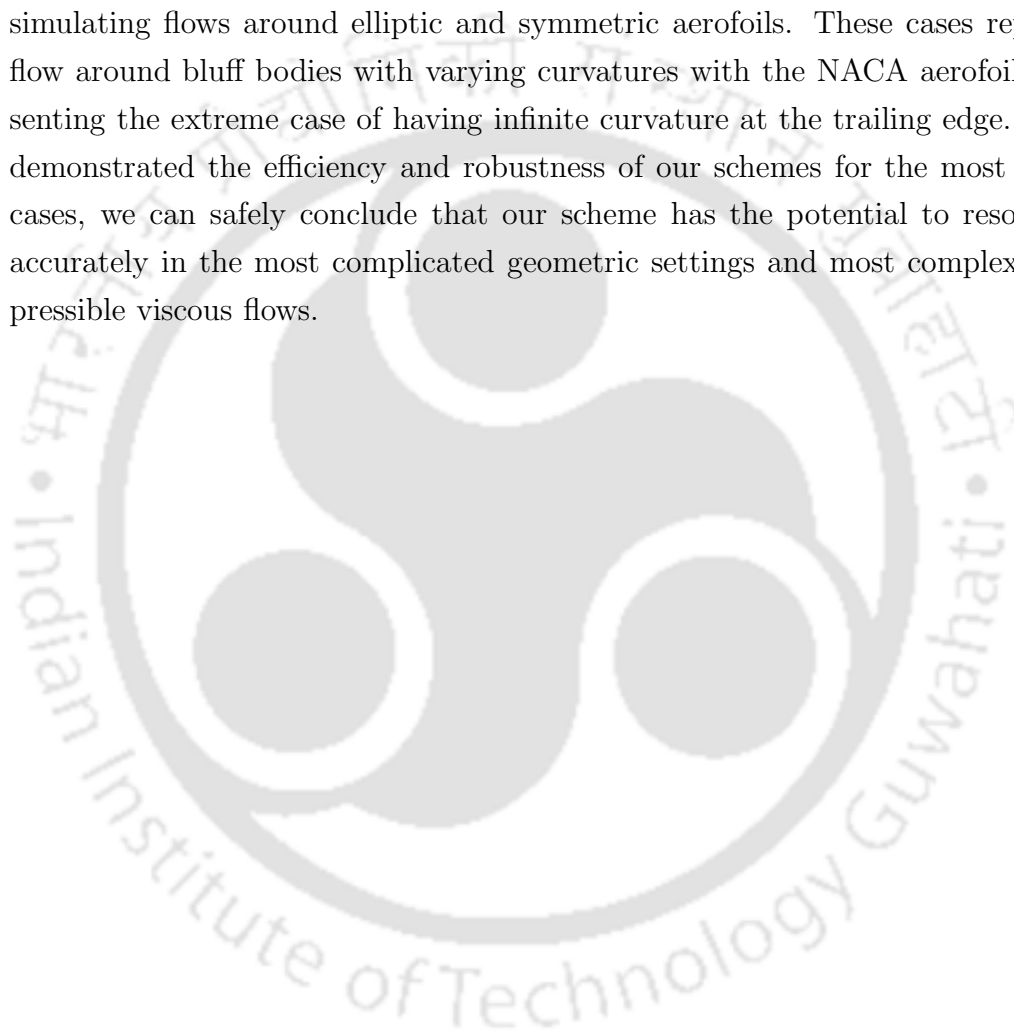 simulating flows around elliptic and symmetric aerofoils. These cases rep
flow around bluff bodies with varying curvatures with the NACA aerofoil
senting the extreme case of having infinite curvature at the trailing edge.
demonstrated the efficiency and robustness of our schemes for the most
cases, we can safely conclude that our scheme has the potential to reso
accurately in the most complicated geometric settings and most complex
pressible viscous flows.
Indian Institute of Technology Guwahati